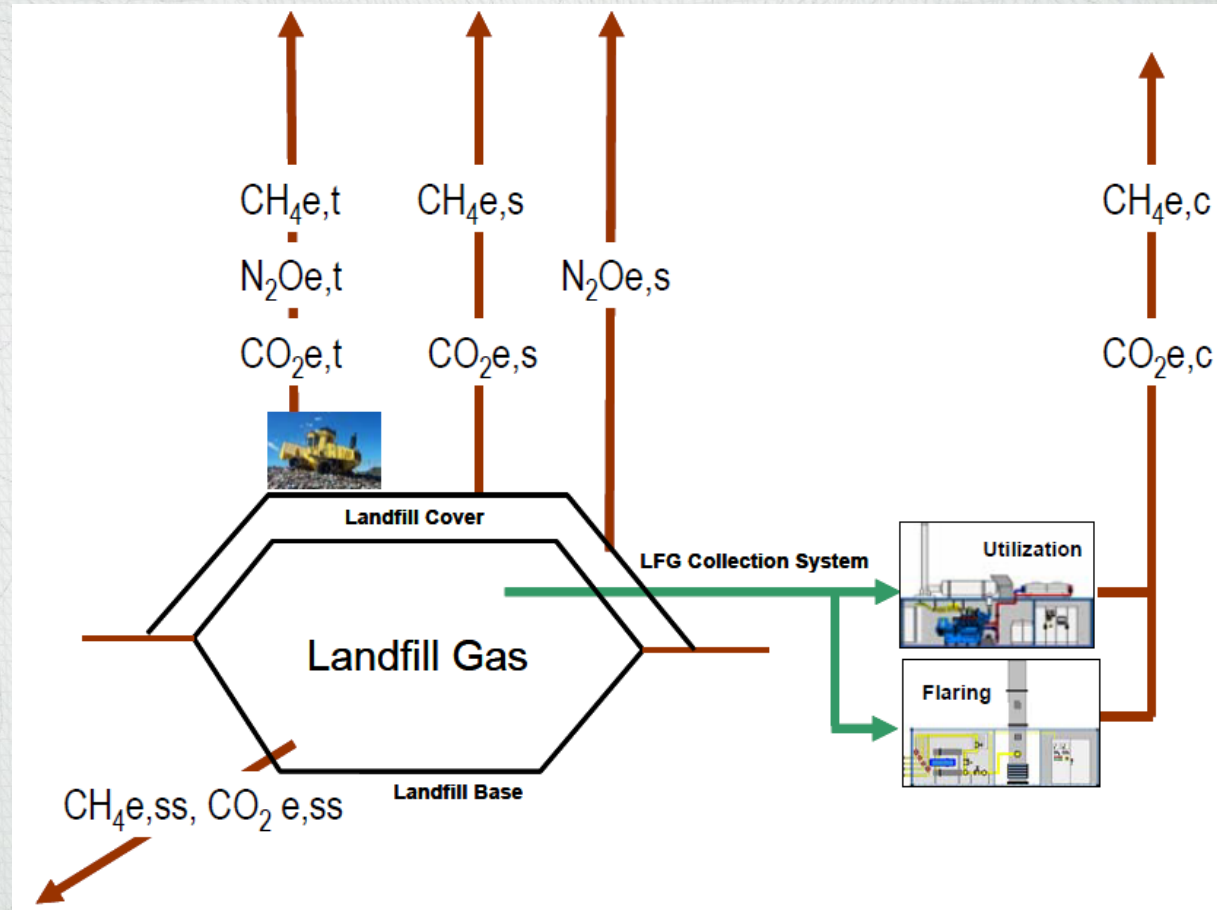 CH₄e,t
N₂Oe,t
CO₂e,t
CH₄e,s
CO₂e,s
N₂Oe,s
CH₄e,c
CO₂e,c
Landfill Cover
LFG Collection System
Utilization
Landfill Gas
Flaring
Landfill Base
CH₄e,ss, CO₂ e,ss